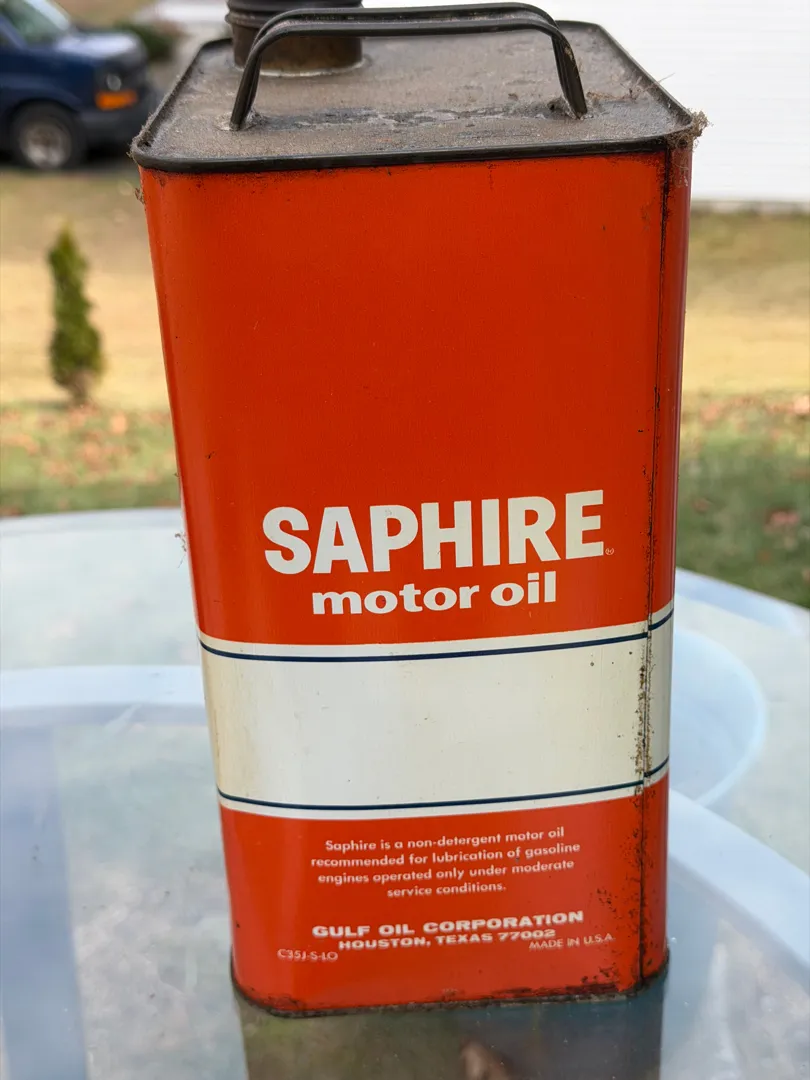 SAPHIRE®
motor oil
Saphire is a non-detergent motor oil
recommended for lubrication of gasoline
engines operated only under moderate
service conditions.
GULF OIL CORPORATION
HOUSTON, TEXAS 77002
C35J-S-LO
MADE IN U.S.A